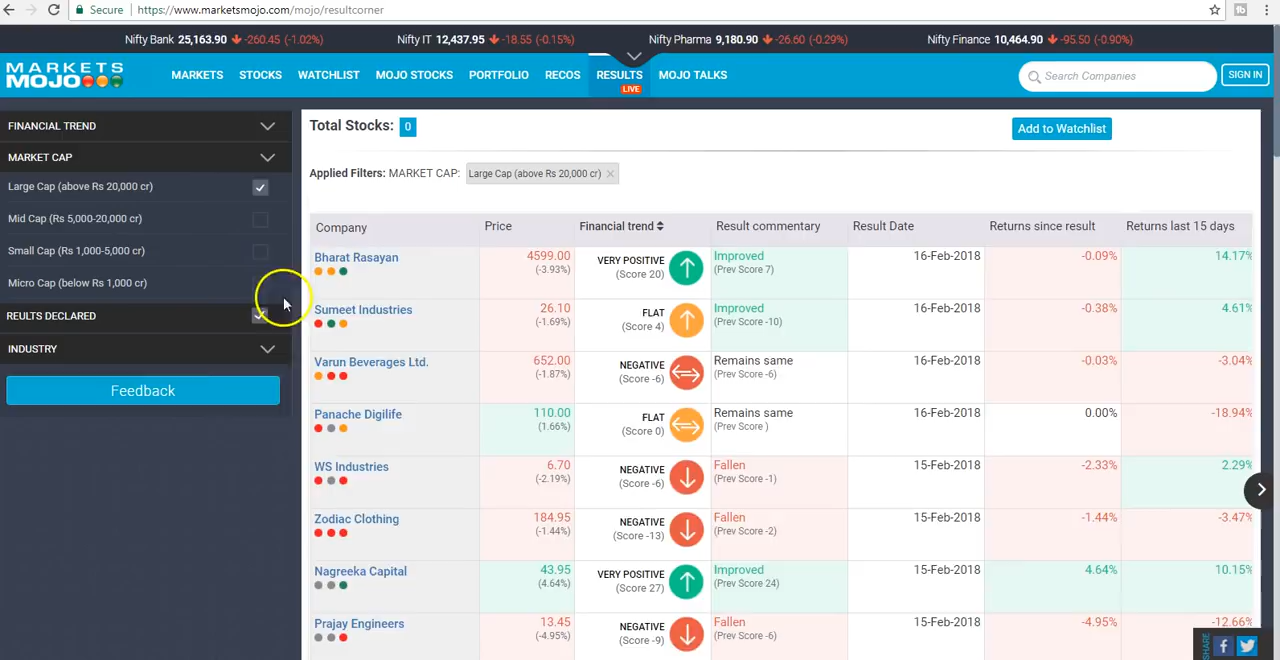 Secure | https://www.marketsmojo.com/mojo/resultcorner
Nifty Bank 25,163.90 -260.45 (-1.02%) Nifty IT 12,437.95 -18.55 (-0.15%) Nifty Pharma 9,180.90 -26.60 (-0.29%) Nifty Finance 10,464.90 -95.50 (-0.90%)
MARKETS MOJO
MARKETS STOCKS WATCHLIST MOJO STOCKS PORTFOLIO RECOS RESULTS MOJO TALKS Search Companies SIGN IN
LIVE
FINANCIAL TREND
MARKET CAP
Large Cap (above Rs 20,000 cr)
Mid Cap (Rs 5,000-20,000 cr)
Small Cap (Rs 1,000-5,000 cr)
Micro Cap (below Rs 1,000 cr)
REULTS DECLARED
INDUSTRY
Feedback
Total Stocks: 0 Add to Watchlist
Applied Filters: MARKET CAP: Large Cap (above Rs 20,000 cr) ×
Company Price Financial trend Result commentary Result Date Returns since result Returns last 15 days
Bharat Rasayan 4599.00 VERY POSITIVE Improved 16-Feb-2018 -0.09% 14.17%
(-3.93%) (Score 20) (Prev Score 7)
Sumeet Industries 26.10 FLAT Improved 16-Feb-2018 -0.38% 4.61%
(-1.69%) (Score 4) (Prev Score -10)
Varun Beverages Ltd. 652.00 NEGATIVE Remains same 16-Feb-2018 -0.03% -3.04%
(-1.87%) (Score -6) (Prev Score -6)
Panache Digilife 110.00 FLAT Remains same 16-Feb-2018 0.00% -18.94%
(1.66%) (Score 0) (Prev Score )
WS Industries 6.70 NEGATIVE Fallen 15-Feb-2018 -2.33% 2.29%
(-2.19%) (Score -6) (Prev Score -1)
Zodiac Clothing 184.95 NEGATIVE Fallen 15-Feb-2018 -1.44% -3.47%
(-1.44%) (Score -13) (Prev Score -2)
Nagreeka Capital 43.95 VERY POSITIVE Improved 15-Feb-2018 4.64% 10.15%
(4.64%) (Score 27) (Prev Score 24)
Prajay Engineers 13.45 NEGATIVE Fallen 15-Feb-2018 -4.95% -12.66%
(-4.95%) (Score -9) (Prev Score -6)
SHARE